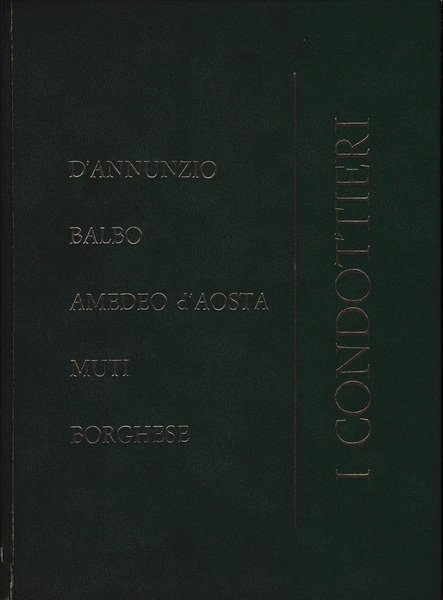 D'ANNUNZIO
BALBO
AMEDEO d'AOSTA
MUTI
BORGHESE
I CONDOTTIERI